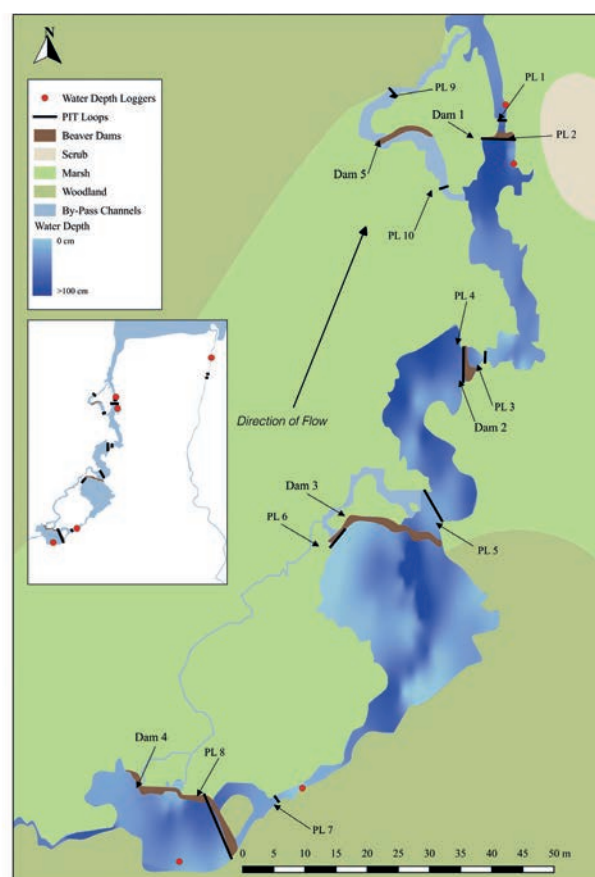 N
Water Depth Loggers
PIT Loops
Beaver Dams
Scrub
Marsh
Woodland
By-Pass Channels
Water Depth
0 cm
>100 cm
PL 9
PL 1
Dam 1
PL 2
Dam 5
PL 10
PL 4
Direction of Flow
PL 3
Dam 2
Dam 3
PL 6
PL 5
Dam 4
PL 8
PL 7
0 5 10 15 20 25 30 35 40 45 50 m